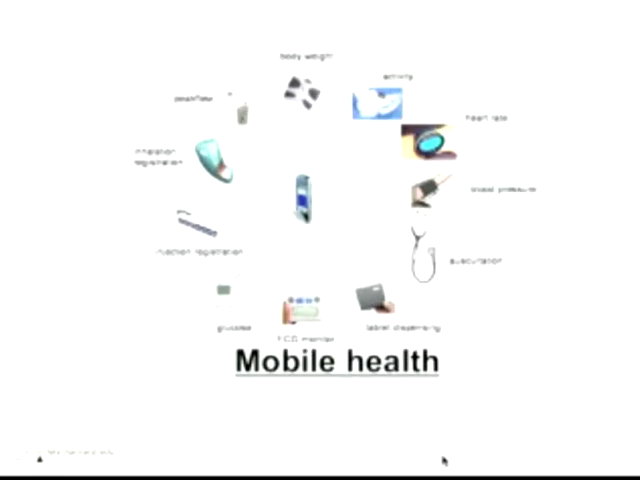 body weight
activity
peakflow
heart rate
inhalation
registration
blood pressure
injection registration
auscultation
glucose
tablet dispensing
ECG monitor
Mobile health